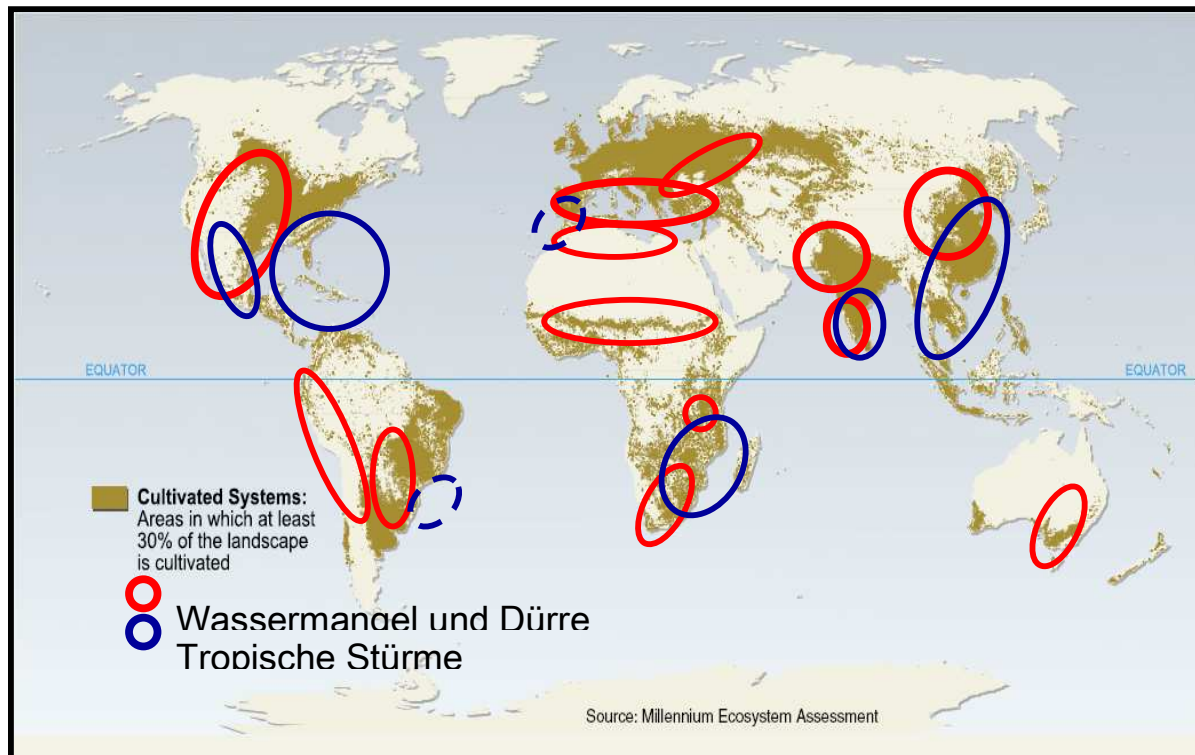 EQUATOR
EQUATOR
Cultivated Systems:
Areas in which at least
30% of the landscape
is cultivated
Wassermangel und Dürre
Tropische Stürme
Source: Millennium Ecosystem Assessment